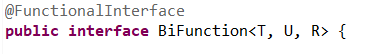 @FunctionalInterface
public interface BiFunction<T, U, R> {